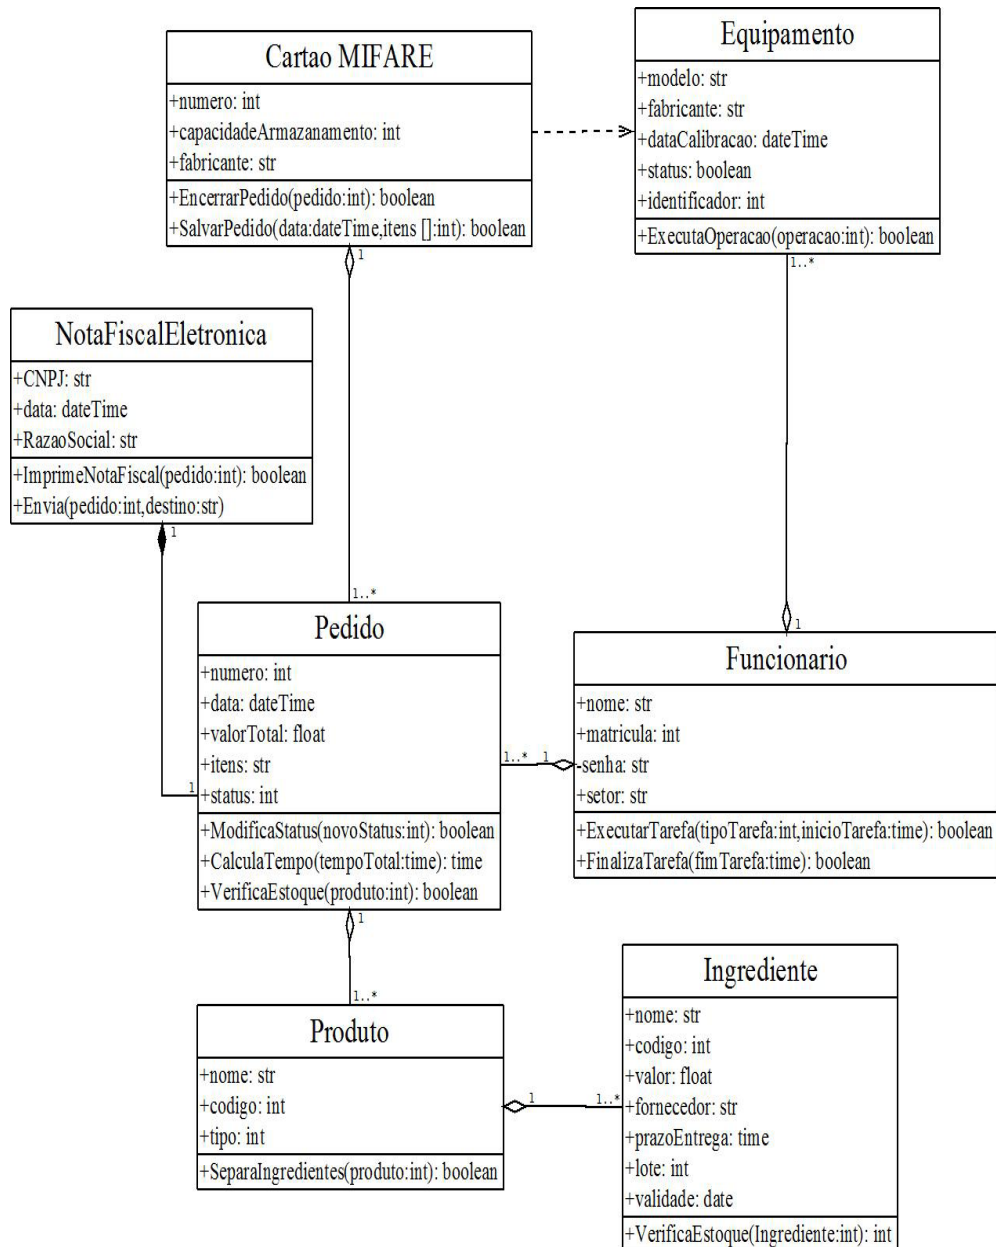 Cartao MIFARE
+numero: int
+capacidadeArmazanamento: int
+fabricante: str
+EncerrarPedido(pedido:int): boolean
+SalvarPedido(data:dateTime,itens []:int): boolean
1
1..*
Equipamento
+modelo: str
+fabricante: str
+dataCalibracao: dateTime
+status: boolean
+identificador: int
+ExecutaOperacao(operacao:int): boolean
1..*
1
NotaFiscalEletronica
+CNPJ: str
+data: dateTime
+RazaoSocial: str
+ImprimeNotaFiscal(pedido:int): boolean
+Envia(pedido:int,destino:str)
1
1
Pedido
+numero: int
+data: dateTime
+valorTotal: float
+itens: str
+status: int
+ModificaStatus(novoStatus:int): boolean
+CalculaTempo(tempoTotal:time): time
+VerificaEstoque(produto:int): boolean
1..* 1
Funcionario
+nome: str
+matricula: int
-senha: str
+setor: str
+ExecutarTarefa(tipoTarefa:int,inicioTarefa:time): boolean
+FinalizaTarefa(fimTarefa:time): boolean
1
1..*
Produto
+nome: str
+codigo: int
+tipo: int
+SeparaIngredientes(produto:int): boolean
1 1..*
Ingrediente
+nome: str
+codigo: int
+valor: float
+fornecedor: str
+prazoEntrega: time
+lote: int
+validade: date
+VerificaEstoque(Ingrediente:int): int